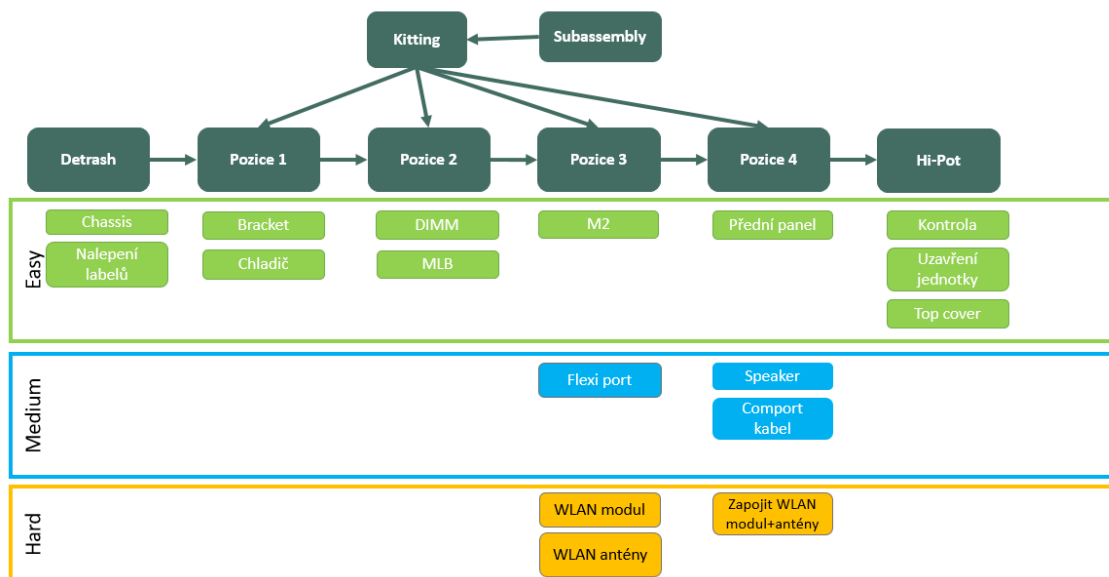 Kitting
Subassembly
Detrash
Pozice 1
Pozice 2
Pozice 3
Pozice 4
Hi-Pot
Easy
Chassis
Nalepení
labelů
Bracket
Chladič
DIMM
MLB
M2
Přední panel
Kontrola
Uzavření
jednotky
Top cover
Medium
Flexi port
Speaker
Comport
kabel
Hard
WLAN modul
WLAN antény
Zapojit WLAN
modul+antény